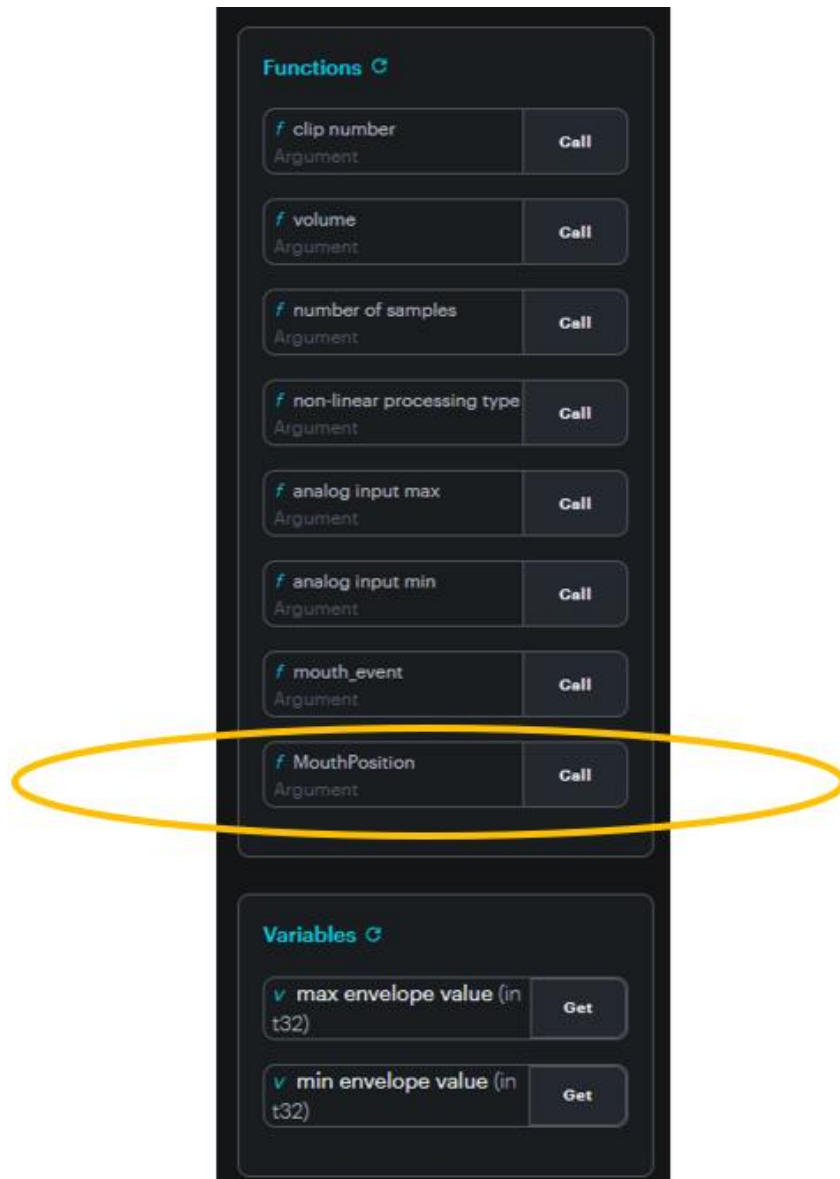 Functions
f clip number
Argument
Call
f volume
Argument
Call
f number of samples
Argument
Call
f non-linear processing type
Argument
Call
f analog input max
Argument
Call
f analog input min
Argument
Call
f mouth_event
Argument
Call
f MouthPosition
Argument
Call
Variables
v max envelope value (in
t32)
Get
v min envelope value (in
t32)
Get